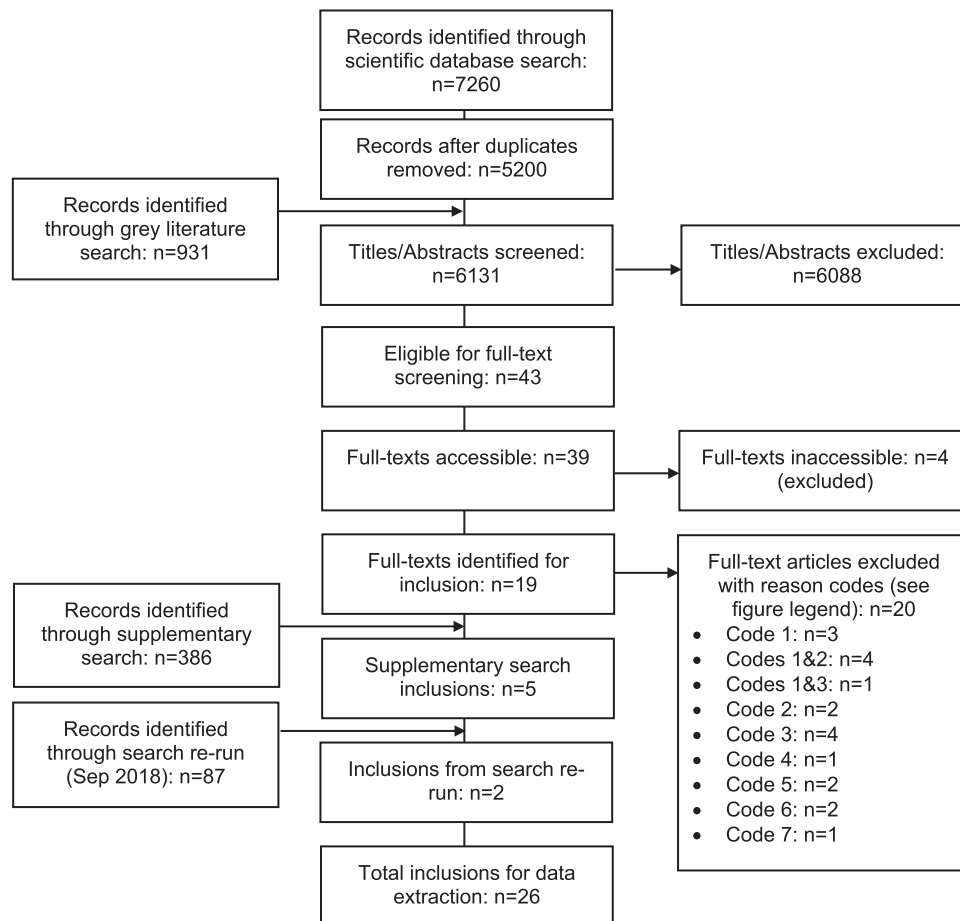 Records identified
through scientific
database search:
n=7260
Records after duplicates
removed: n=5200
Records identified
through grey literature
search: n=931
Titles/Abstracts screened:
n=6131
Titles/Abstracts excluded:
n=6088
Eligible for full-text
screening: n=43
Full-texts accessible: n=39
Full-texts inaccessible: n=4
(excluded)
Full-texts identified for
inclusion: n=19
Full-text articles excluded
with reason codes (see
figure legend): n=20
• Code 1: n=3
• Codes 1&2: n=4
• Codes 1&3: n=1
• Code 2: n=2
• Code 3: n=4
• Code 4: n=1
• Code 5: n=2
• Code 6: n=2
• Code 7: n=1
Records identified
through supplementary
search: n=386
Supplementary search
inclusions: n=5
Records identified
through search re-run
(Sep 2018): n=87
Inclusions from search re-
run: n=2
Total inclusions for data
extraction: n=26